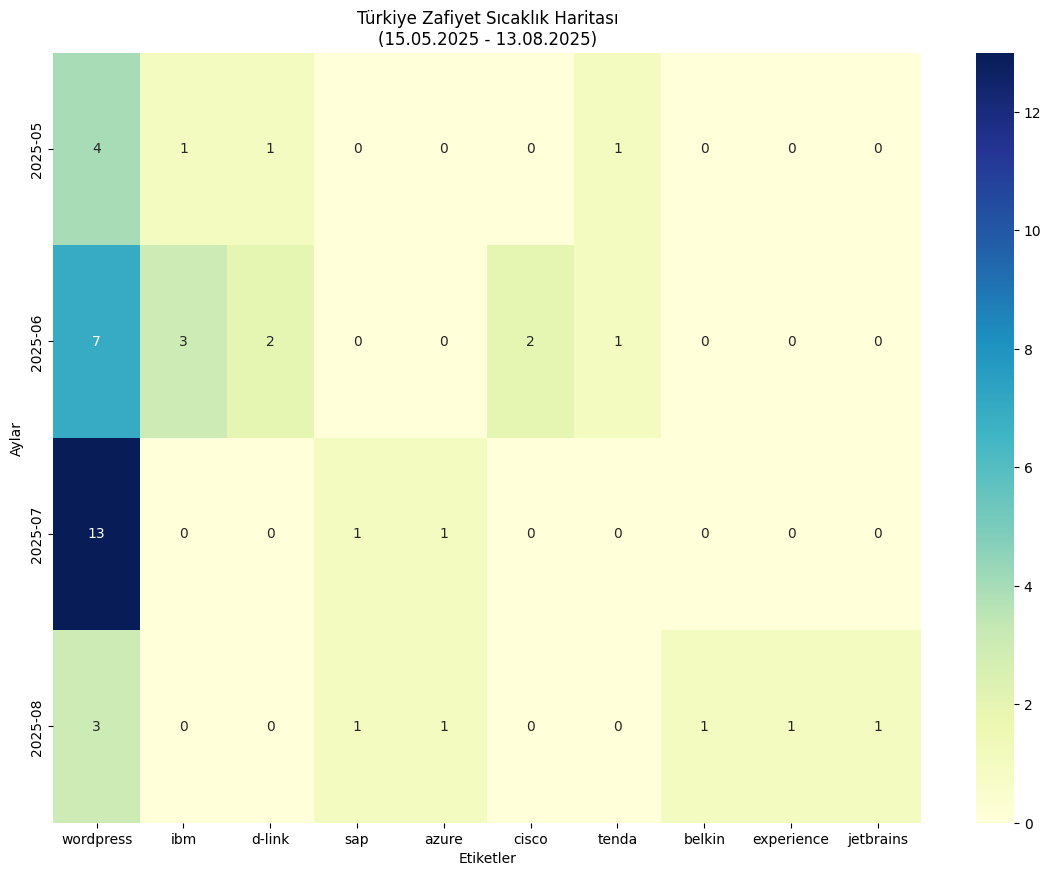 Türkiye Zafiyet Sıcaklık Haritası
(15.05.2025 - 13.08.2025)
2025-05
4 1 1 0 0 0 1 0 0 0
2025-06
7 3 2 0 0 2 1 0 0 0
Aylar
2025-07
13 0 0 1 1 0 0 0 0 0
2025-08
3 0 0 1 1 0 0 1 1 1
wordpress ibm d-link sap azure cisco tenda belkin experience jetbrains
Etiketler
12
10
8
6
4
2
0